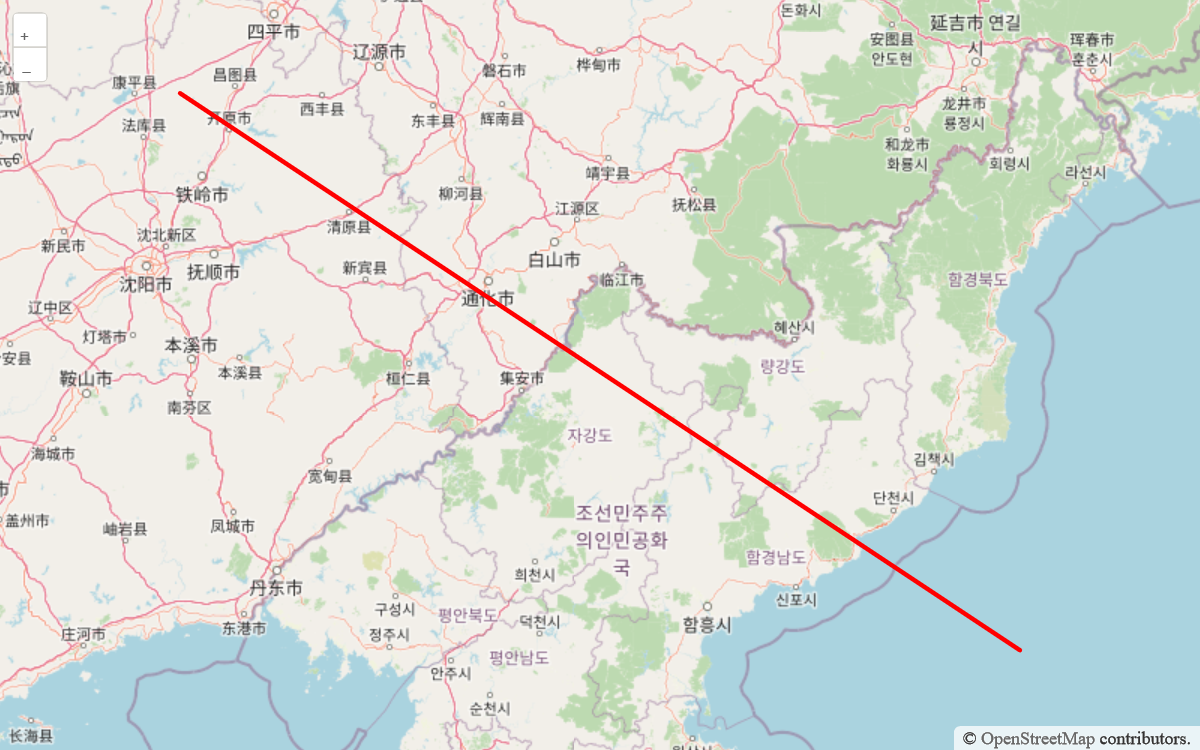 돈화시
四平市
延吉市 연길
시
辽源市
安图县
안도현
珲春市
훈춘시
+
−
康平县
昌图县
磐石市
桦甸市
西丰县
东丰县
辉南县
龙井市
룡정시
法库县
开原市
和龙市
화룡시
회령시
라선시
铁岭市
柳河县
靖宇县
抚松县
江源区
清原县
新民市
沈北新区
白山市
沈阳市
抚顺市
新宾县
临江市
함경북도
通化市
辽中区
灯塔市
혜산시
本溪市
本溪县
량강도
鞍山市
桓仁县
集安市
南芬区
자강도
海城市
김책시
宽甸县
단천시
조선민주주
의인민공화
국
盖州市
岫岩县
凤城市
함경남도
희천시
丹东市
구성시
신포시
평안북도
덕천시
东港市
庄河市
정주시
함흥시
평안남도
안주시
순천시
长海县
© OpenStreetMap contributors.